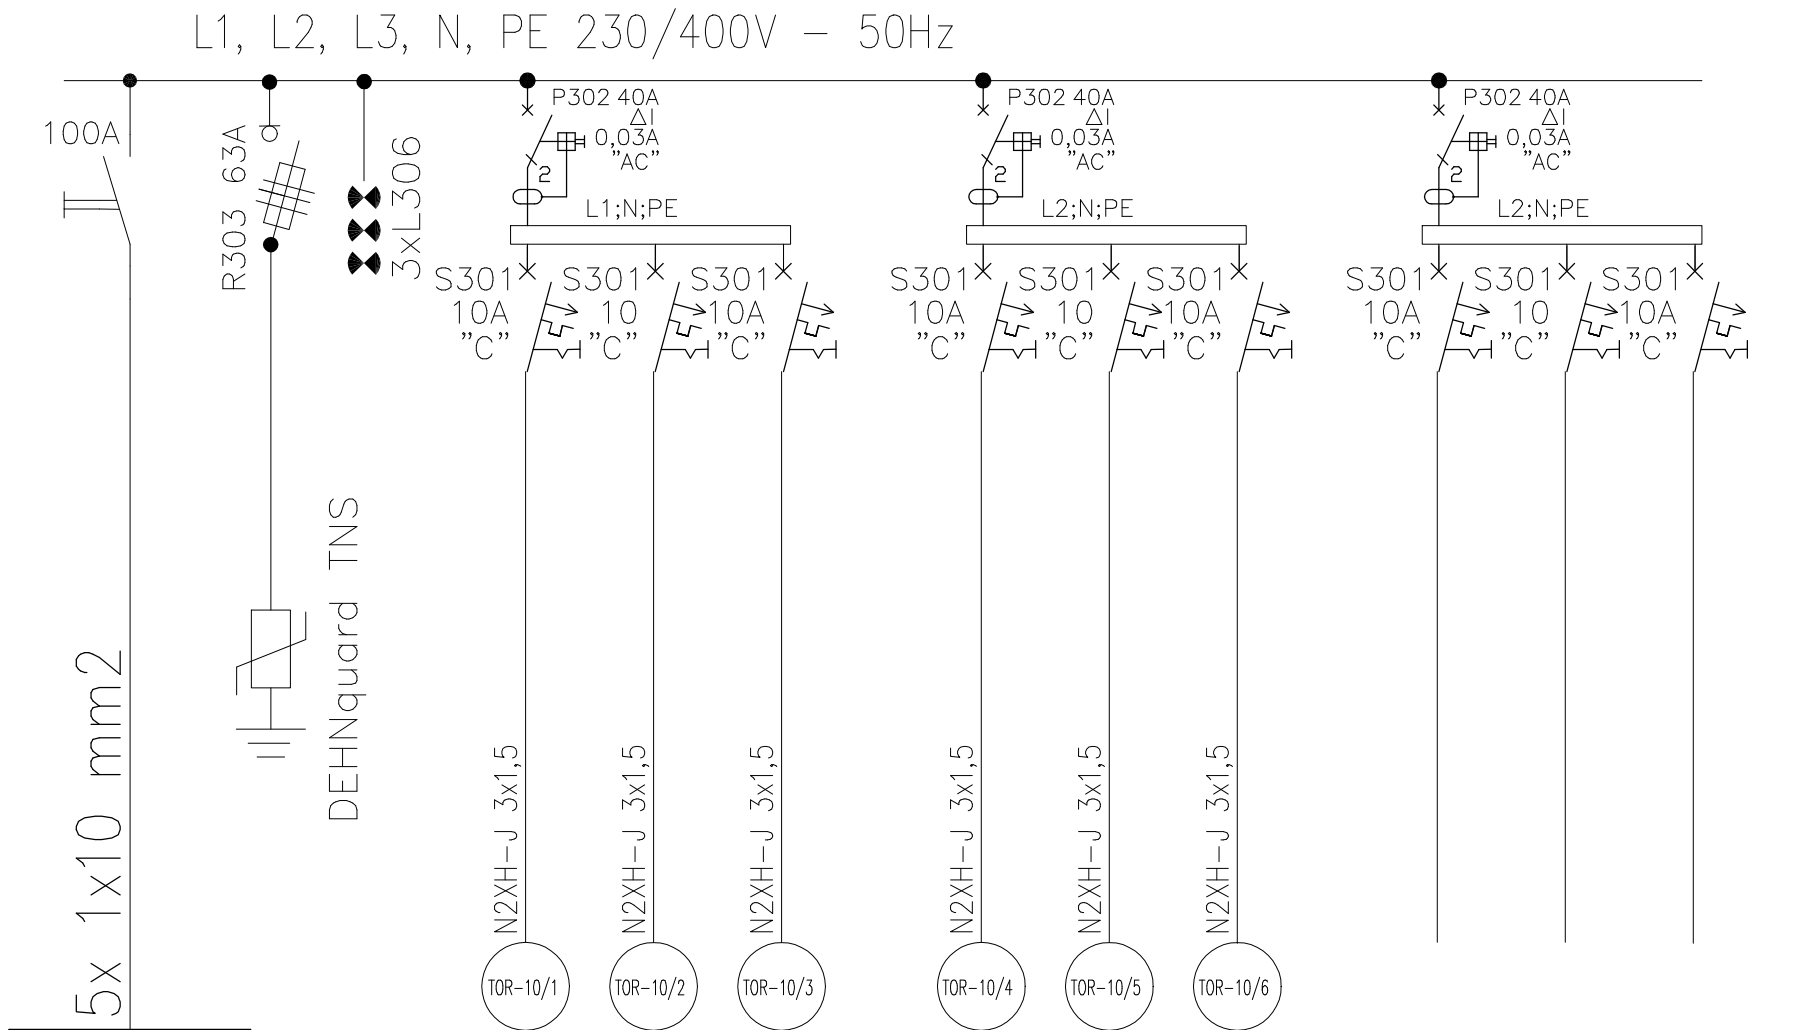 L1, L2, L3, N, PE 230/400V - 50Hz
100A
R303 63A
3xL306
5x 1x10 mm2
DEHNquard TNS
P302 40A
△I
0,03A
"AC"
2
L1;N;PE
S301
10A
"C"
S301
10
"C"
S301
10A
"C"
N2XH-J 3x1,5
N2XH-J 3x1,5
N2XH-J 3x1,5
TOR-10/1
TOR-10/2
TOR-10/3
P302 40A
△I
0,03A
"AC"
2
L2;N;PE
S301
10A
"C"
S301
10
"C"
S301
10A
"C"
N2XH-J 3x1,5
N2XH-J 3x1,5
N2XH-J 3x1,5
TOR-10/4
TOR-10/5
TOR-10/6
P302 40A
△I
0,03A
"AC"
2
L2;N;PE
S301
10A
"C"
S301
10
"C"
S301
10A
"C"